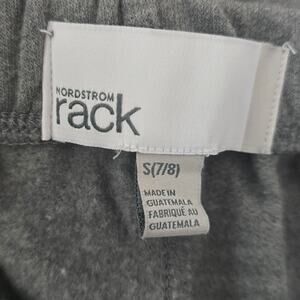 NORDSTROM
rack
S(7/8)
MADE IN
GUATEMALA
FABRIQUÉ AU
GUATEMALA